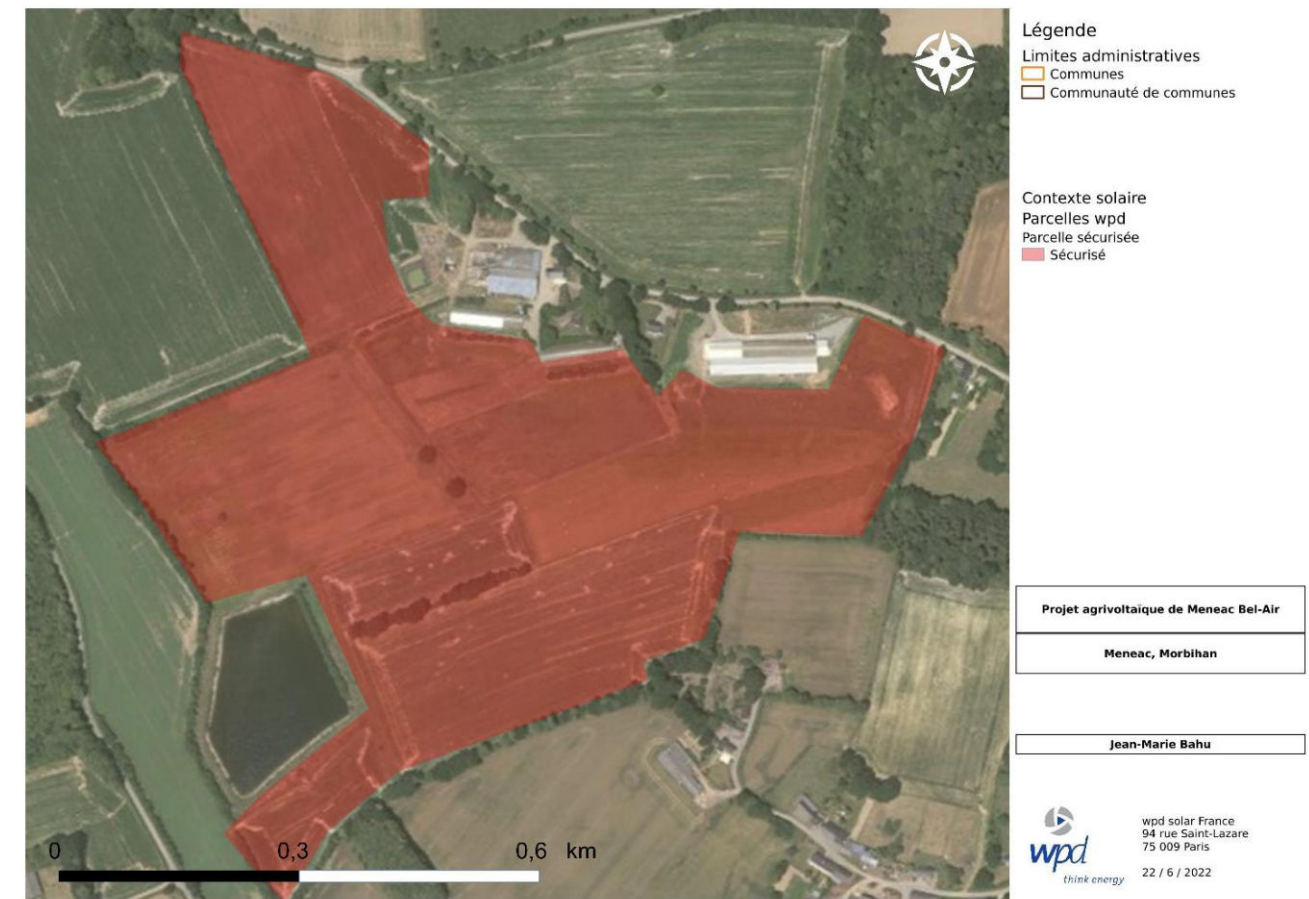 Légende
Limites administratives
Communes
Communauté de communes
Contexte solaire
Parcelles wpd
Parcelle sécurisée
Sécurisé
0 0,3 0,6 km
Projet agrivoltaïque de Meneac Bel-Air
Meneac, Morbihan
Jean-Marie Bahu
wpd
think energy
wpd solar France
94 rue Saint-Lazare
75 009 Paris
22 / 6 / 2022